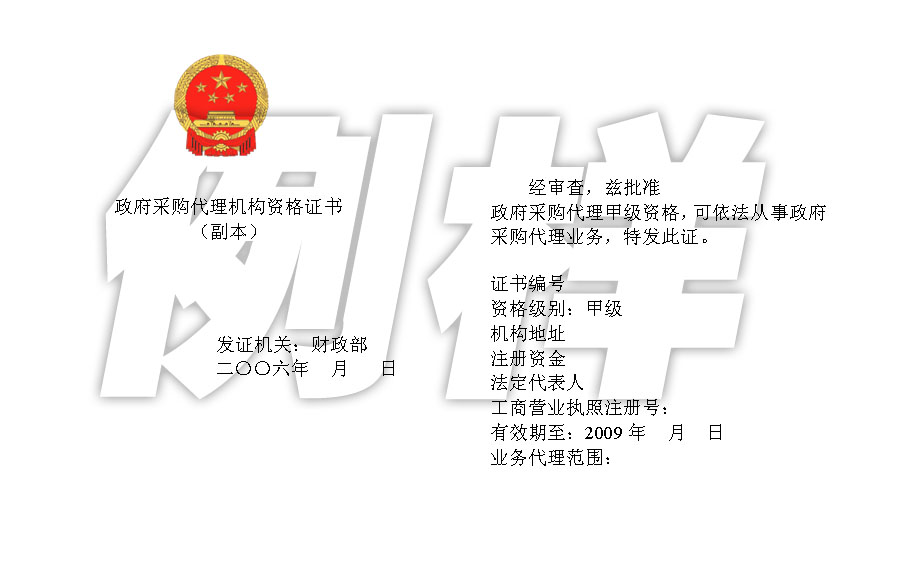 例样
政府采购代理机构资格证书
（副本）
发证机关：财政部
二〇〇六年 月 日
经审查，兹批准
政府采购代理甲级资格，可依法从事政府
采购代理业务，特发此证。
证书编号
资格级别：甲级
机构地址
注册资金
法定代表人
工商营业执照注册号：
有效期至：2009 年 月 日
业务代理范围：